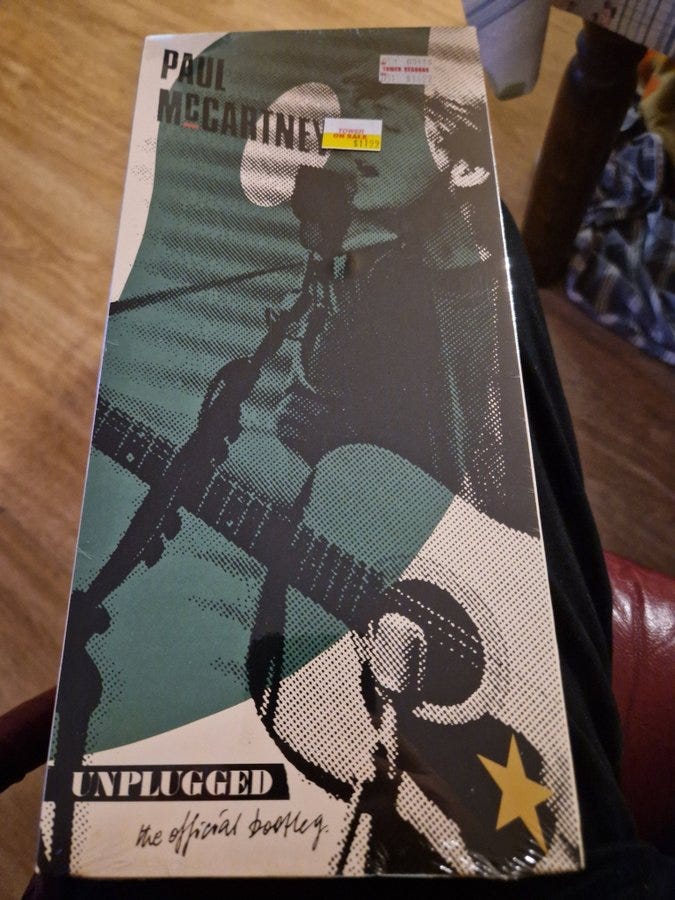 PAUL
McCARTNEY
TOWER RECORDS
TOWER
ON SALE
$11.99
UNPLUGGED
the official bootleg.